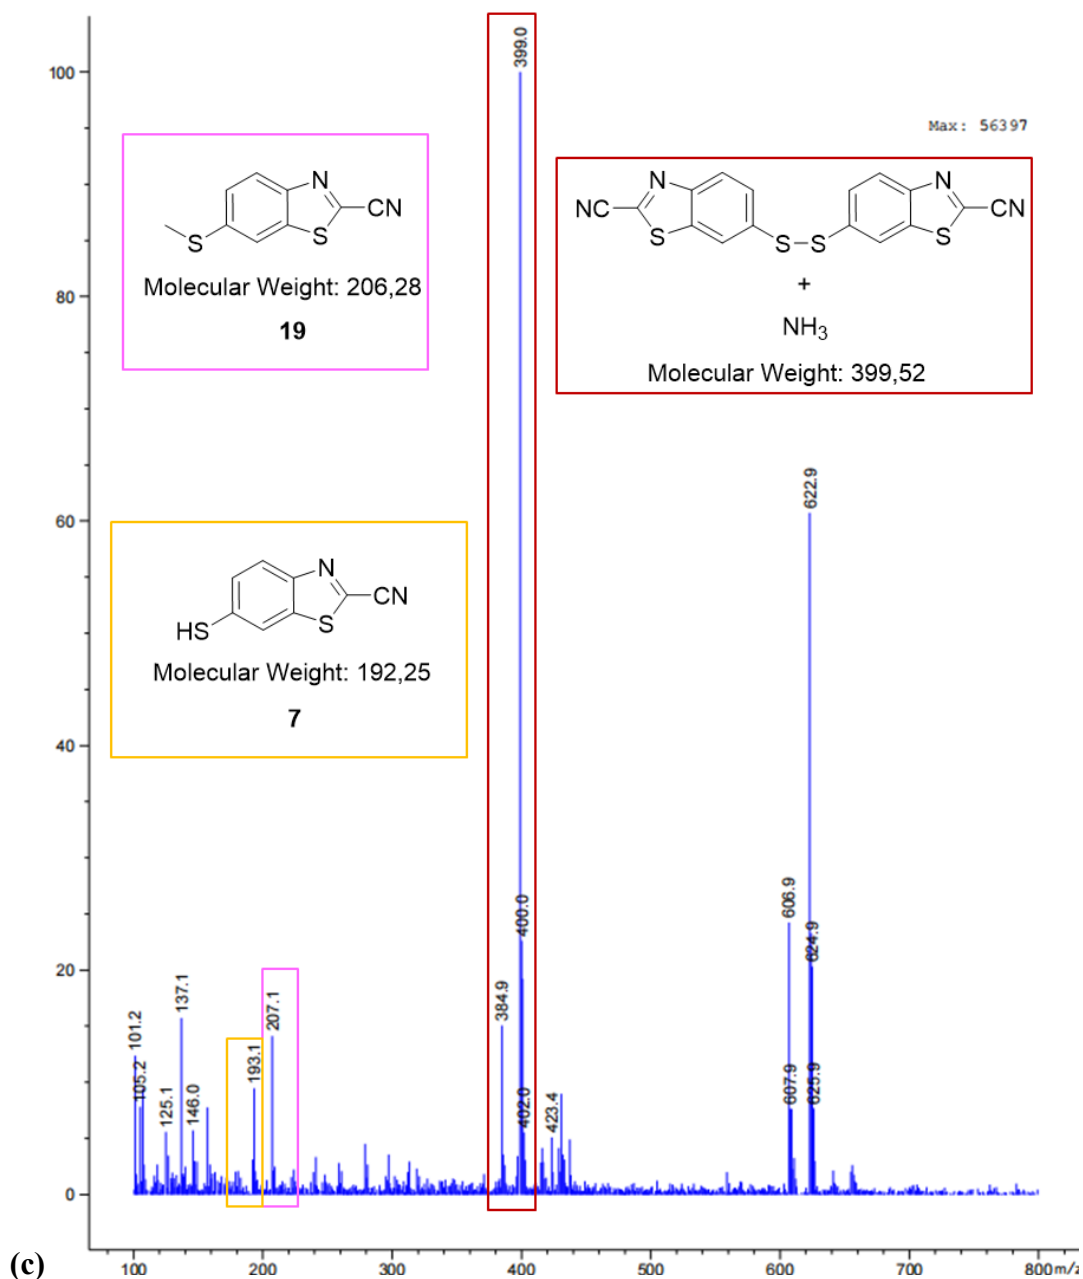 399.0
100
Max: 56397
N
CN
S
S
Molecular Weight: 206,28
19
N
N
NC
CN
S
S–S
S
+
NH3
Molecular Weight: 399,52
80
622.9
60
N
CN
S
HS
Molecular Weight: 192,25
7
40
606.9
400.0
624.9
20
137.1
207.1
384.9
101.2
105.2
193.1
125.1
146.0
402.0
423.4
607.9
625.9
0
(c)
100
200
300
400
500
600
700
800 m/z